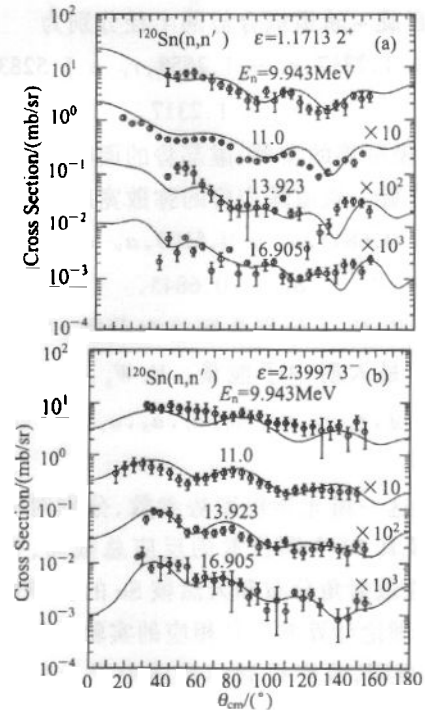 10²
¹²⁰Sn(n,n′) ε=1.1713 2⁺ (a)
Eₙ=9.943MeV
10¹
10⁰
11.0 ×10
10⁻¹
13.923 ×10²
10⁻²
16.905 ×10³
10⁻³
10⁻⁴
Cross Section/(mb/sr)
10²
¹²⁰Sn(n,n′) ε=2.3997 3⁻ (b)
Eₙ=9.943MeV
10¹
10⁰
11.0 ×10
10⁻¹
13.923 ×10²
10⁻²
16.905 ×10³
10⁻³
10⁻⁴
Cross Section/(mb/sr)
0 20 40 60 80 100 120 140 160 180
θcm/(°)